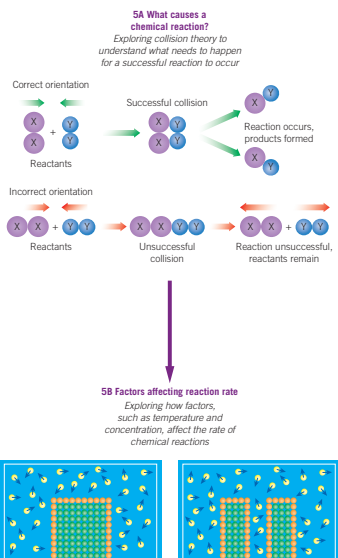 5A What causes a
chemical reaction?
Exploring collision theory to
understand what needs to happen
for a successful reaction to occur
Correct orientation
Successful collision
X
Y
X
Y
+
X
Y
X
Y
X
Y
X
Y
Reactants
Reaction occurs,
products formed
Incorrect orientation
X X + Y Y
X X Y Y
X X + Y Y
Reactants
Unsuccessful
collision
Reaction unsuccessful,
reactants remain
5B Factors affecting reaction rate
Exploring how factors,
such as temperature and
concentration, affect the rate of
chemical reactions